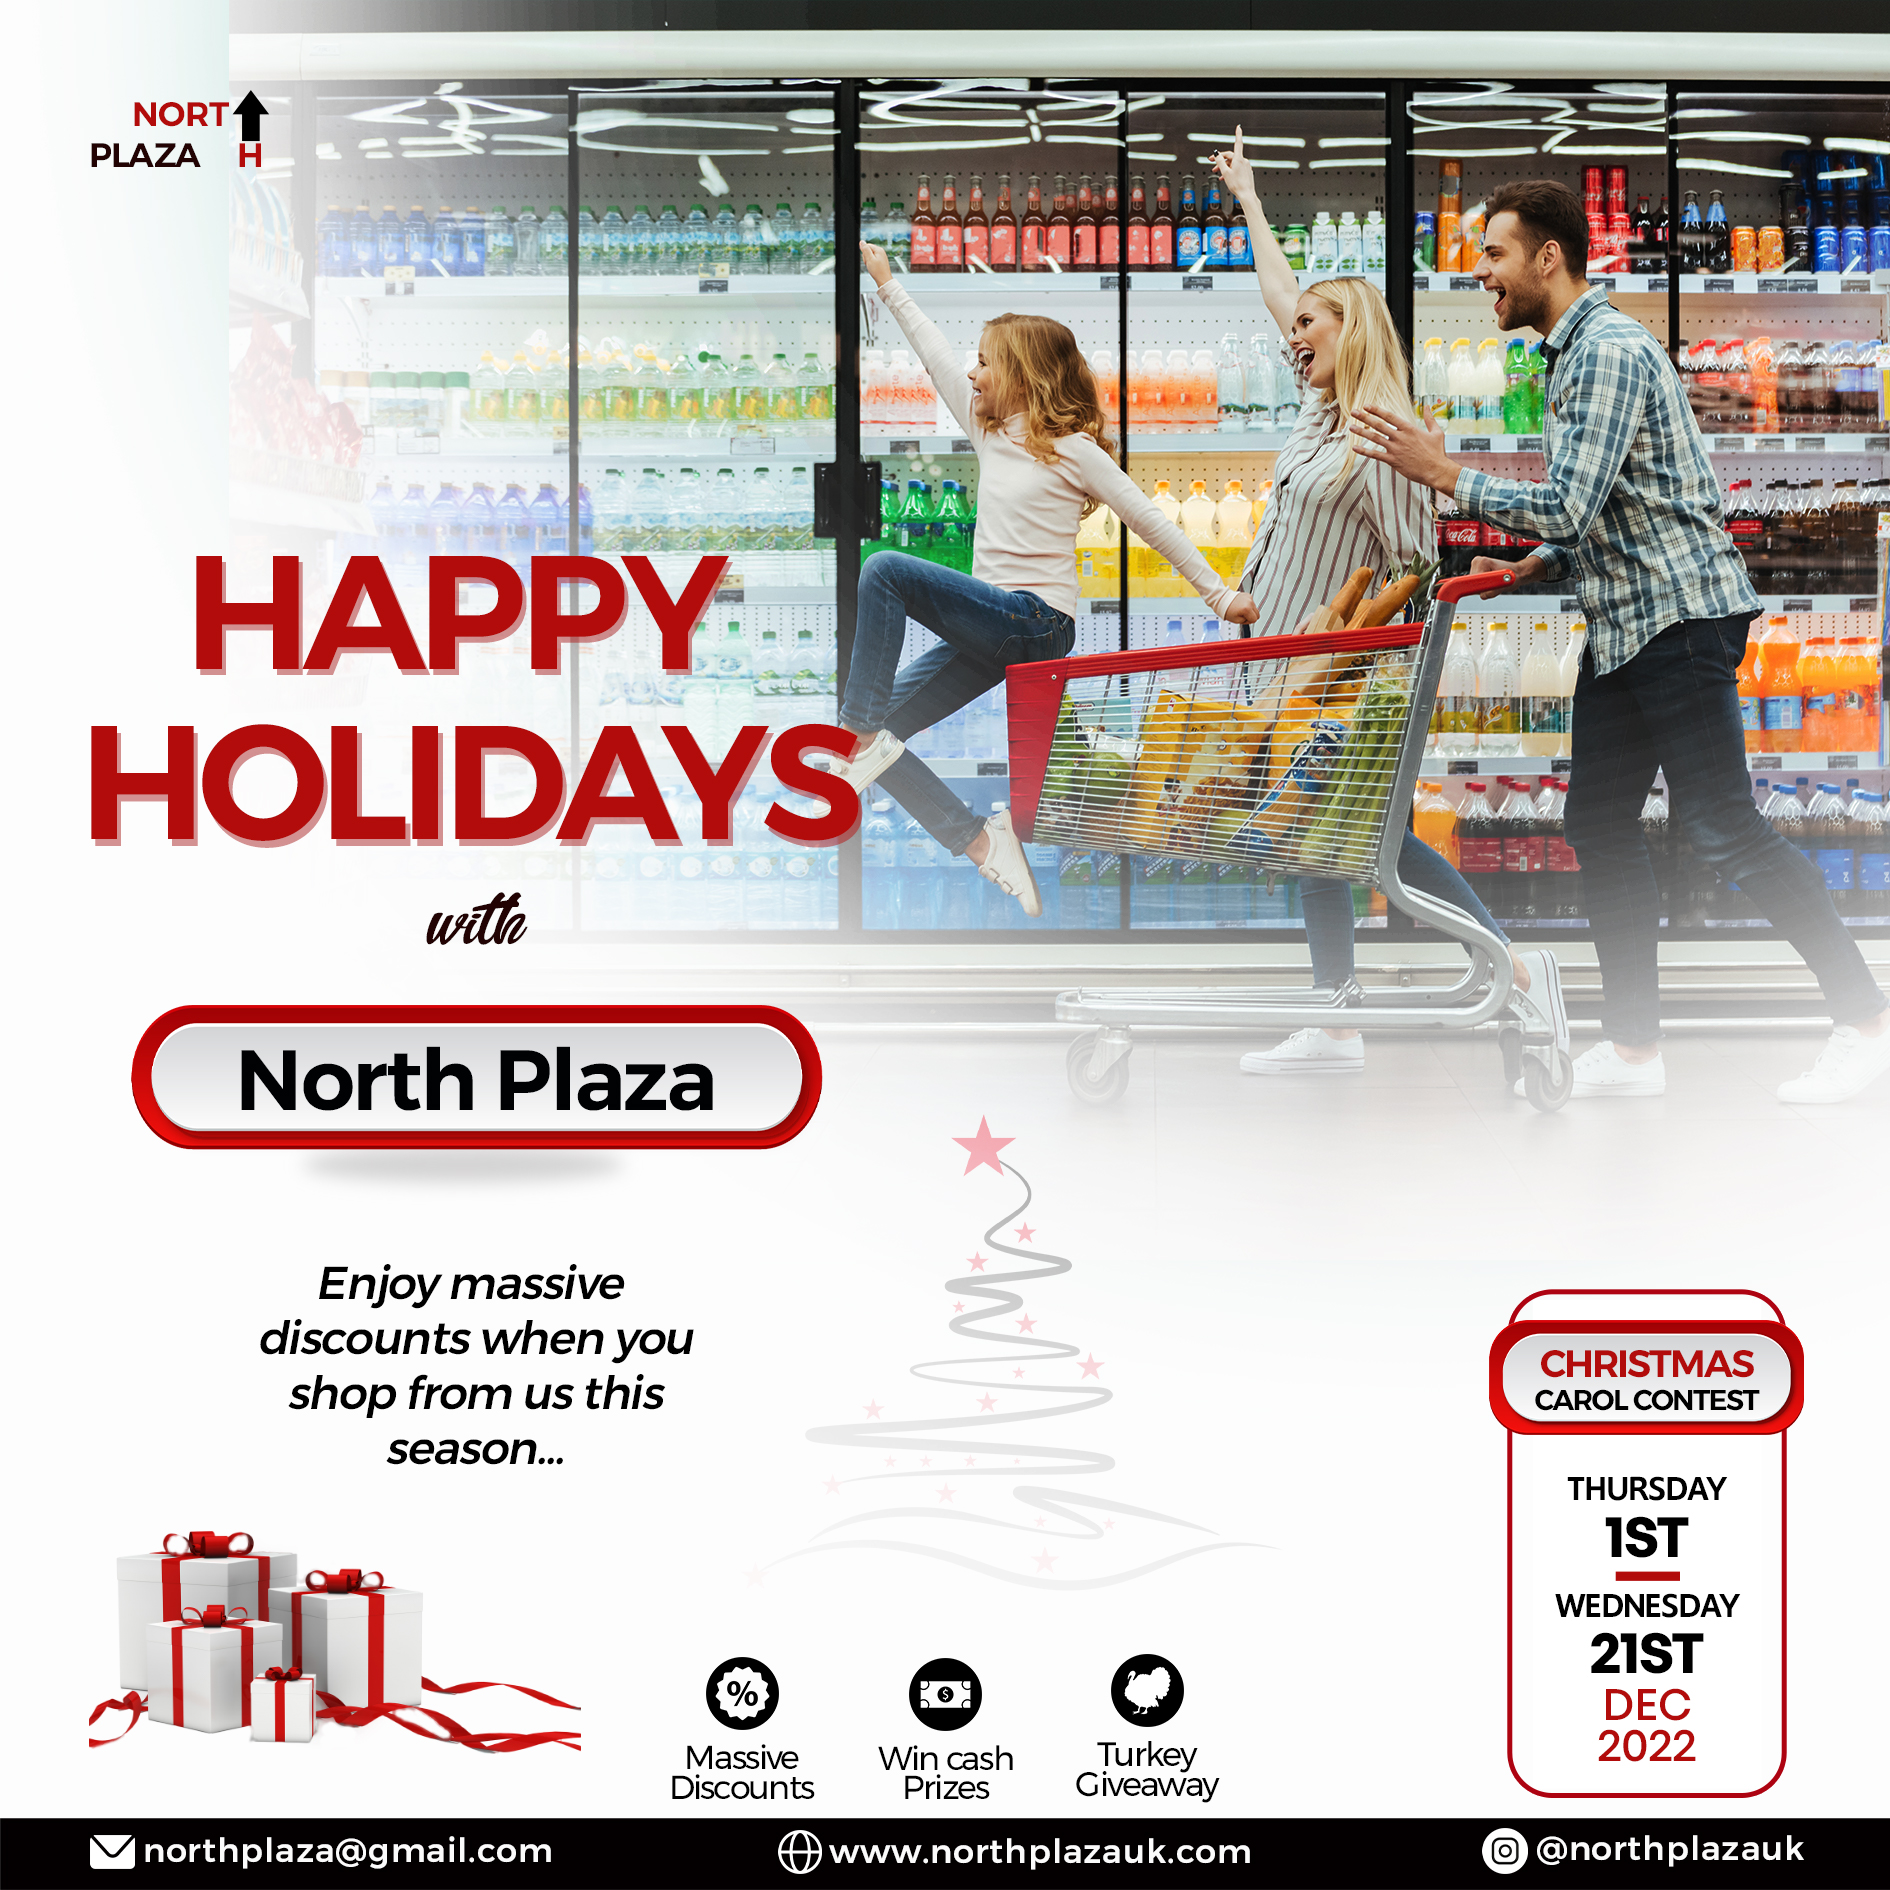 NORT
PLAZA H
HAPPY
HOLIDAYS
with
North Plaza
Enjoy massive
discounts when you
shop from us this
season...
CHRISTMAS
CAROL CONTEST
THURSDAY
1ST
WEDNESDAY
21ST
DEC
2022
%
$
Massive
Discounts
Win cash
Prizes
Turkey
Giveaway
northplaza@gmail.com
www.northplazauk.com
@northplazauk
Coca-Cola